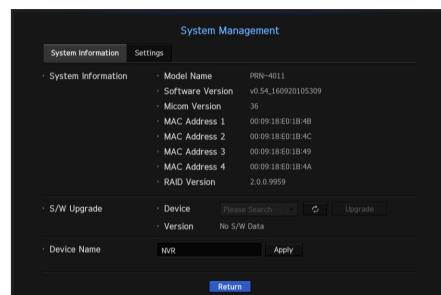 System Management
System Information Settings
System Information Model Name PRN-4011
Software Version v0.54_160920105309
Micom Version 36
MAC Address 1 00:09:18:E0:1B:4B
MAC Address 2 00:09:18:E0:1B:4C
MAC Address 3 00:09:18:E0:1B:49
MAC Address 4 00:09:18:E0:1B:4A
RAID Version 2.0.0.9959
S/W Upgrade Device Please Search Upgrade
Version No S/W Data
Device Name NVR Apply
Return